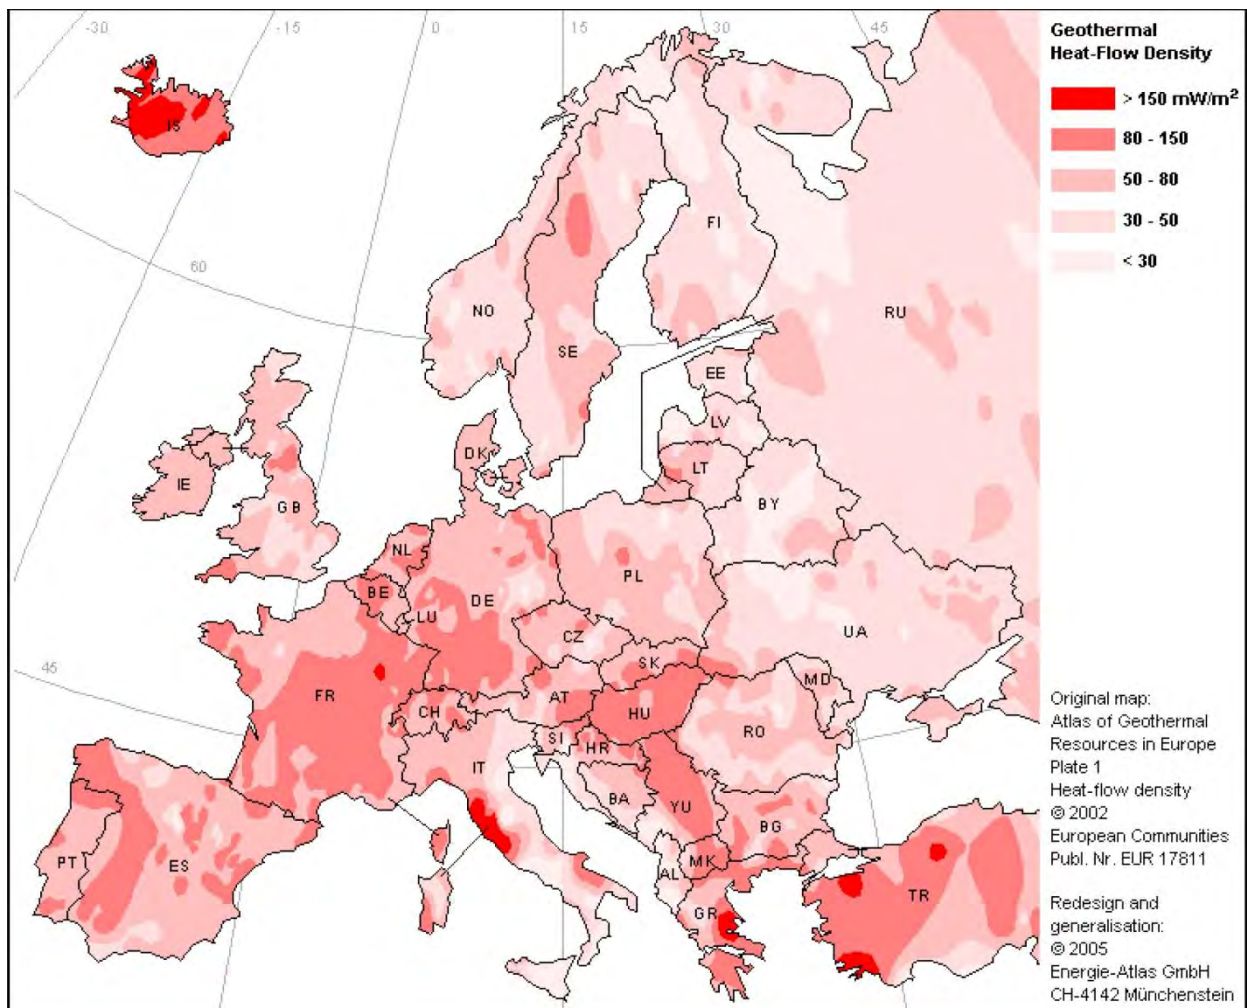 -30
-15
0
15
30
45
60
45
IS
NO
SE
FI
RU
EE
LV
LT
BY
DK
IE
GB
NL
BE
LU
DE
PL
CZ
SK
UA
MD
FR
CH
AT
HU
RO
SI
HR
IT
BA
YU
BG
PT
ES
AL
MK
GR
TR
Geothermal
Heat-Flow Density
> 150 mW/m²
80 - 150
50 - 80
30 - 50
< 30
Original map:
Atlas of Geothermal
Resources in Europe
Plate 1
Heat-flow density
© 2002
European Communities
Publ. Nr. EUR 17811
Redesign and
generalisation:
© 2005
Energie-Atlas GmbH
CH-4142 Münchenstein